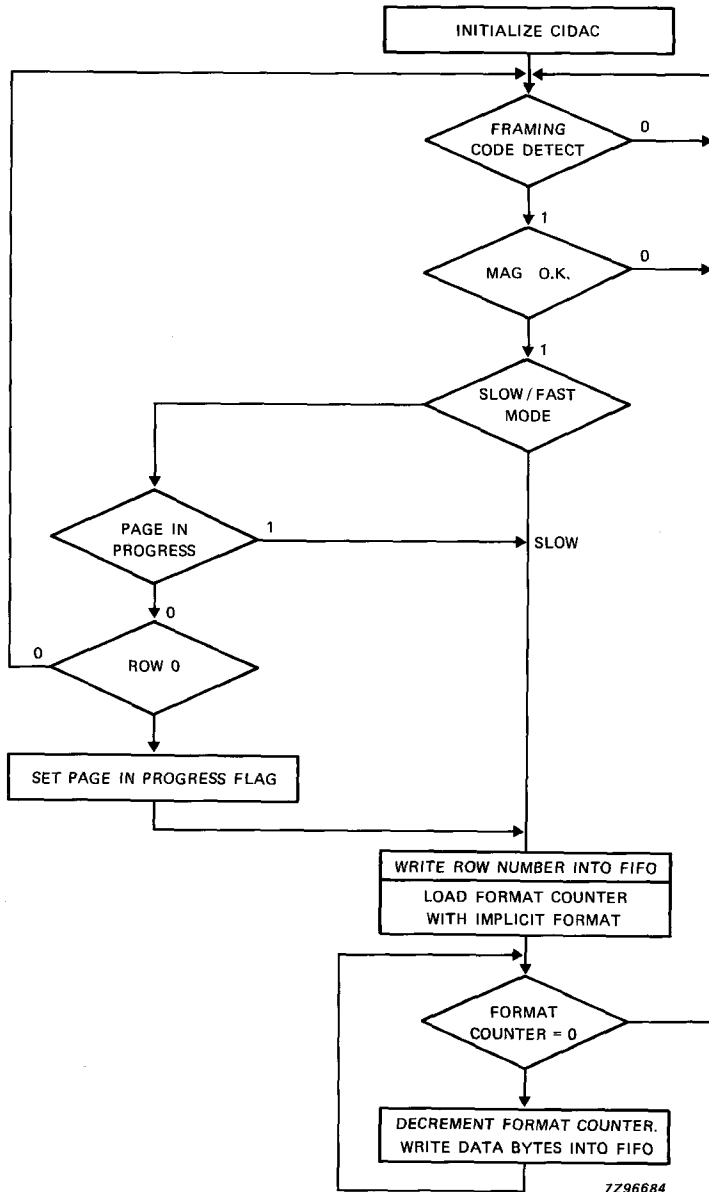 INITIALIZE CIDAC
FRAMING
CODE DETECT
0
1
MAG O.K.
0
1
SLOW/FAST
MODE
PAGE IN
PROGRESS
1
SLOW
0
0
ROW 0
SET PAGE IN PROGRESS FLAG
WRITE ROW NUMBER INTO FIFO
LOAD FORMAT COUNTER
WITH IMPLICIT FORMAT
FORMAT
COUNTER = 0
DECREMENT FORMAT COUNTER.
WRITE DATA BYTES INTO FIFO
7Z96684